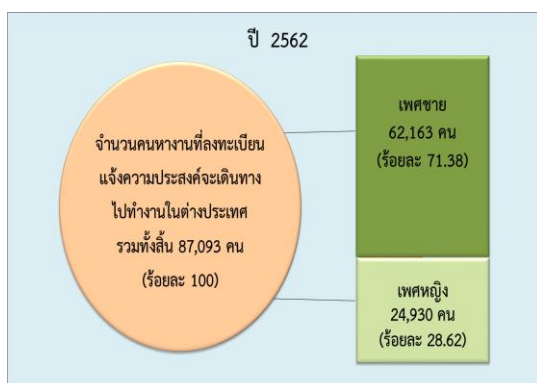 ปี 2562
จำนวนคนหางานที่ลงทะเบียน
แจ้งความประสงค์จะเดินทาง
ไปทำงานในต่างประเทศ
รวมทั้งสิ้น 87,093 คน
(ร้อยละ 100)
เพศชาย
62,163 คน
(ร้อยละ 71.38)
เพศหญิง
24,930 คน
(ร้อยละ 28.62)